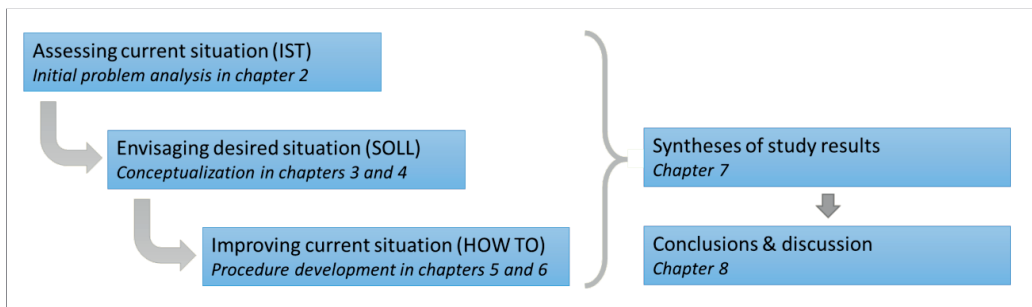 Assessing current situation (IST)
Initial problem analysis in chapter 2
Envisaging desired situation (SOLL)
Conceptualization in chapters 3 and 4
Improving current situation (HOW TO)
Procedure development in chapters 5 and 6
Syntheses of study results
Chapter 7
Conclusions & discussion
Chapter 8